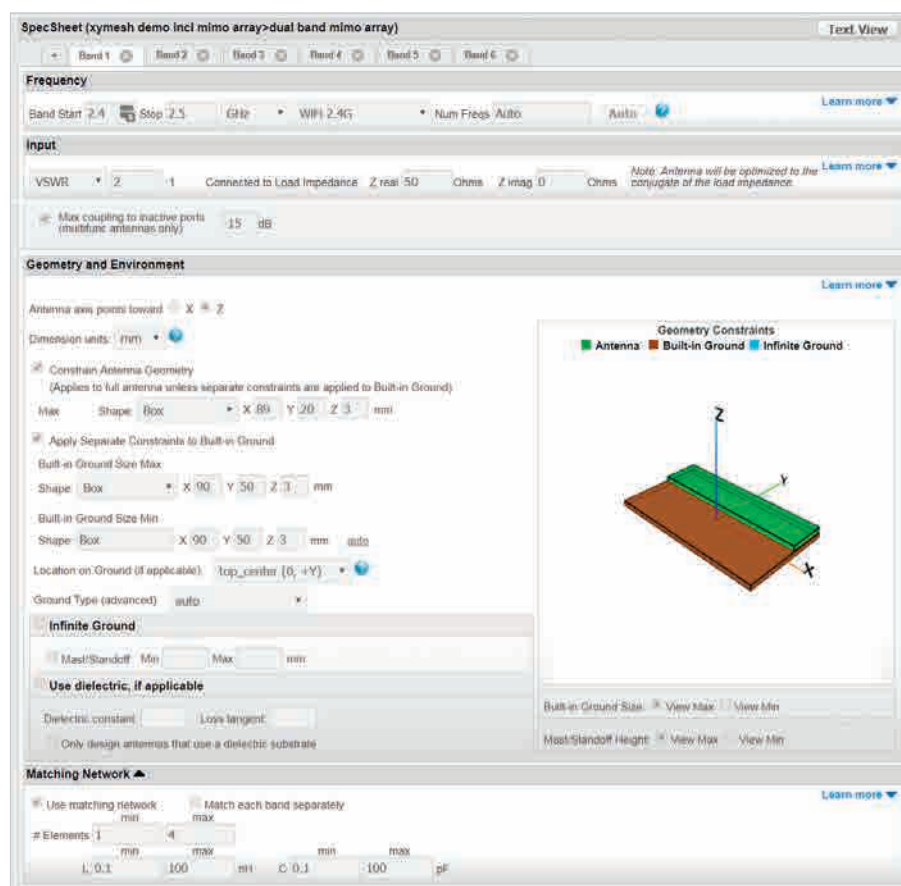 SpecSheet (xymesh demo inci mimo array>dual band mimo array) Text View
+ Band 1 Band 2 Band 3 Band 4 Band 5 Band 6
Frequency
Band Start 2.4 Stop 2.5 GHz WIFI 2.4G Num Freqs Auto Auto Learn more
Input
VSWR 2 :1 Connected to Load Impedance Z real 50 Ohms Z imag 0 Ohms Note: Antenna will be optimized to the conjugate of the load impedance. Learn more
Max coupling to inactive ports (multifunc antennas only) 15 dB
Geometry and Environment
Learn more
Antenna axis points toward X Z
Dimension units: mm
Constrain Antenna Geometry
(Applies to full antenna unless separate constraints are applied to Built-in Ground)
Max Shape: Box X 89 Y 20 Z 3 mm
Apply Separate Constraints to Built-in Ground
Built-in Ground Size Max
Shape: Box X 90 Y 50 Z 3 mm
Built-in Ground Size Min
Shape: Box X 90 Y 50 Z 3 mm auto
Location on Ground (if applicable) top_center (0, +Y)
Ground Type (advanced) auto
Infinite Ground
Mast/Standoff Min Max mm
Use dielectric, if applicable
Dielectric constant Loss tangent
Only design antennas that use a dielectric substrate
Geometry Constraints
Antenna Built-in Ground Infinite Ground
Z
Y
X
Built-in Ground Size: View Max View Min
Mast/Standoff Height: View Max View Min
Matching Network
Learn more
Use matching network Match each band separately
min max
# Elements 1 4
min max min max
L 0.1 100 nH C 0.1 100 pF